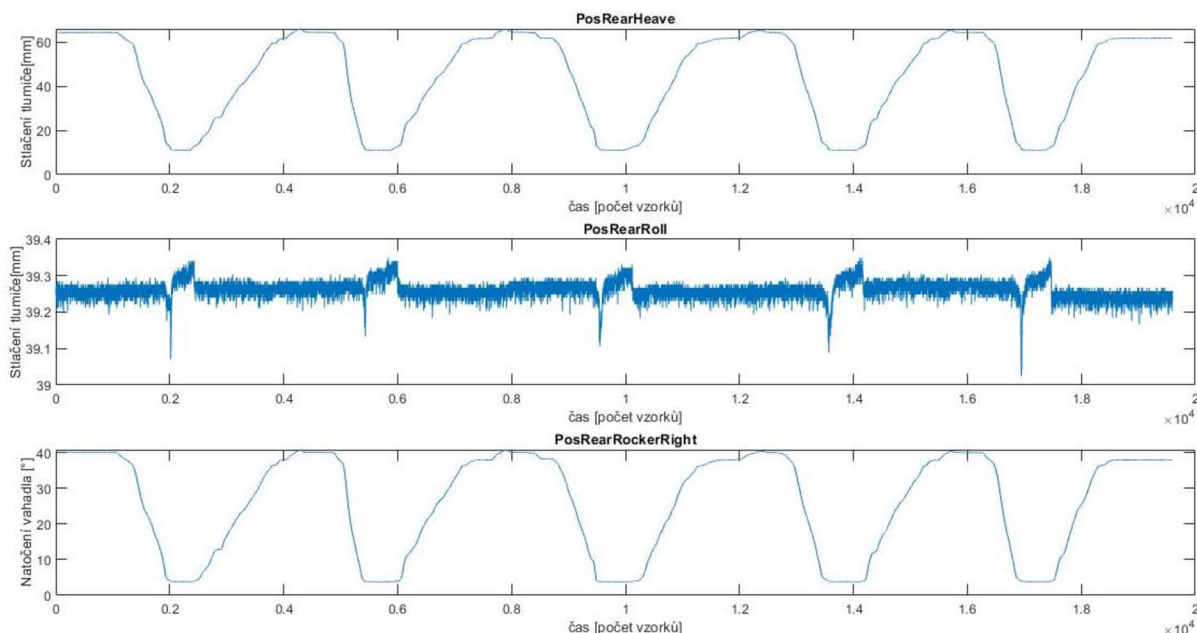 PosRearHeave
Stlačení tlumiče[mm]
60
40
20
0
0 0.2 0.4 0.6 0.8 1 1.2 1.4 1.6 1.8 2
čas [počet vzorků]
×10⁴
PosRearRoll
Stlačení tlumiče[mm]
39.4
39.3
39.2
39.1
39
0 0.2 0.4 0.6 0.8 1 1.2 1.4 1.6 1.8 2
čas [počet vzorků]
×10⁴
PosRearRockerRight
Natočení vahadla [°]
40
30
20
10
0
0 0.2 0.4 0.6 0.8 1 1.2 1.4 1.6 1.8 2
čas [počet vzorků]
×10⁴